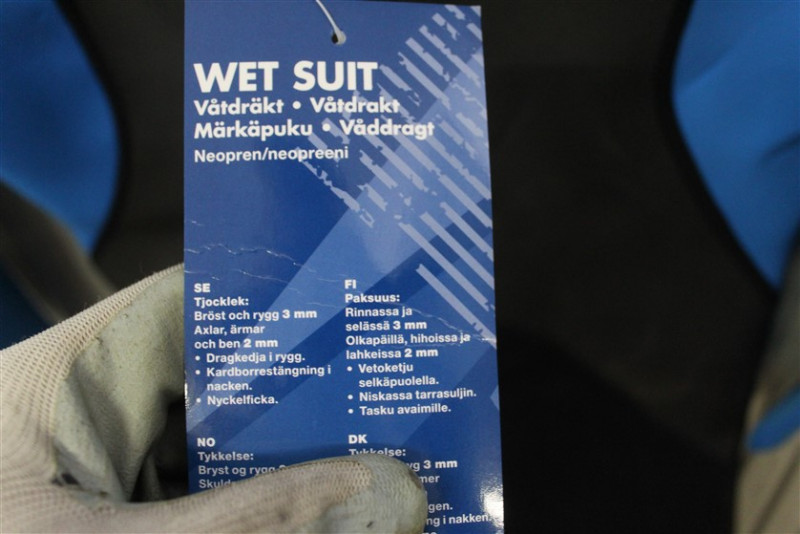 WET SUIT
Våtdräkt • Våtdrakt
Märkäpuku • Våddragt
Neopren/neopreeni
SE
Tjocklek:
Bröst och rygg 3 mm
Axlar, ärmar
och ben 2 mm
• Dragkedja i rygg.
• Kardborrestängning i
nacken.
• Nyckelficka.
FI
Paksuus:
Rinnassa ja
selässä 3 mm
Olkapäillä, hihoissa ja
lahkeissa 2 mm
• Vetoketju
selkäpuolella.
• Niskassa tarrasuljin.
• Tasku avaimille.
NO
Tykkelse:
Bryst og rygg
DK
Tykkelse:
3 mm
i nakken.